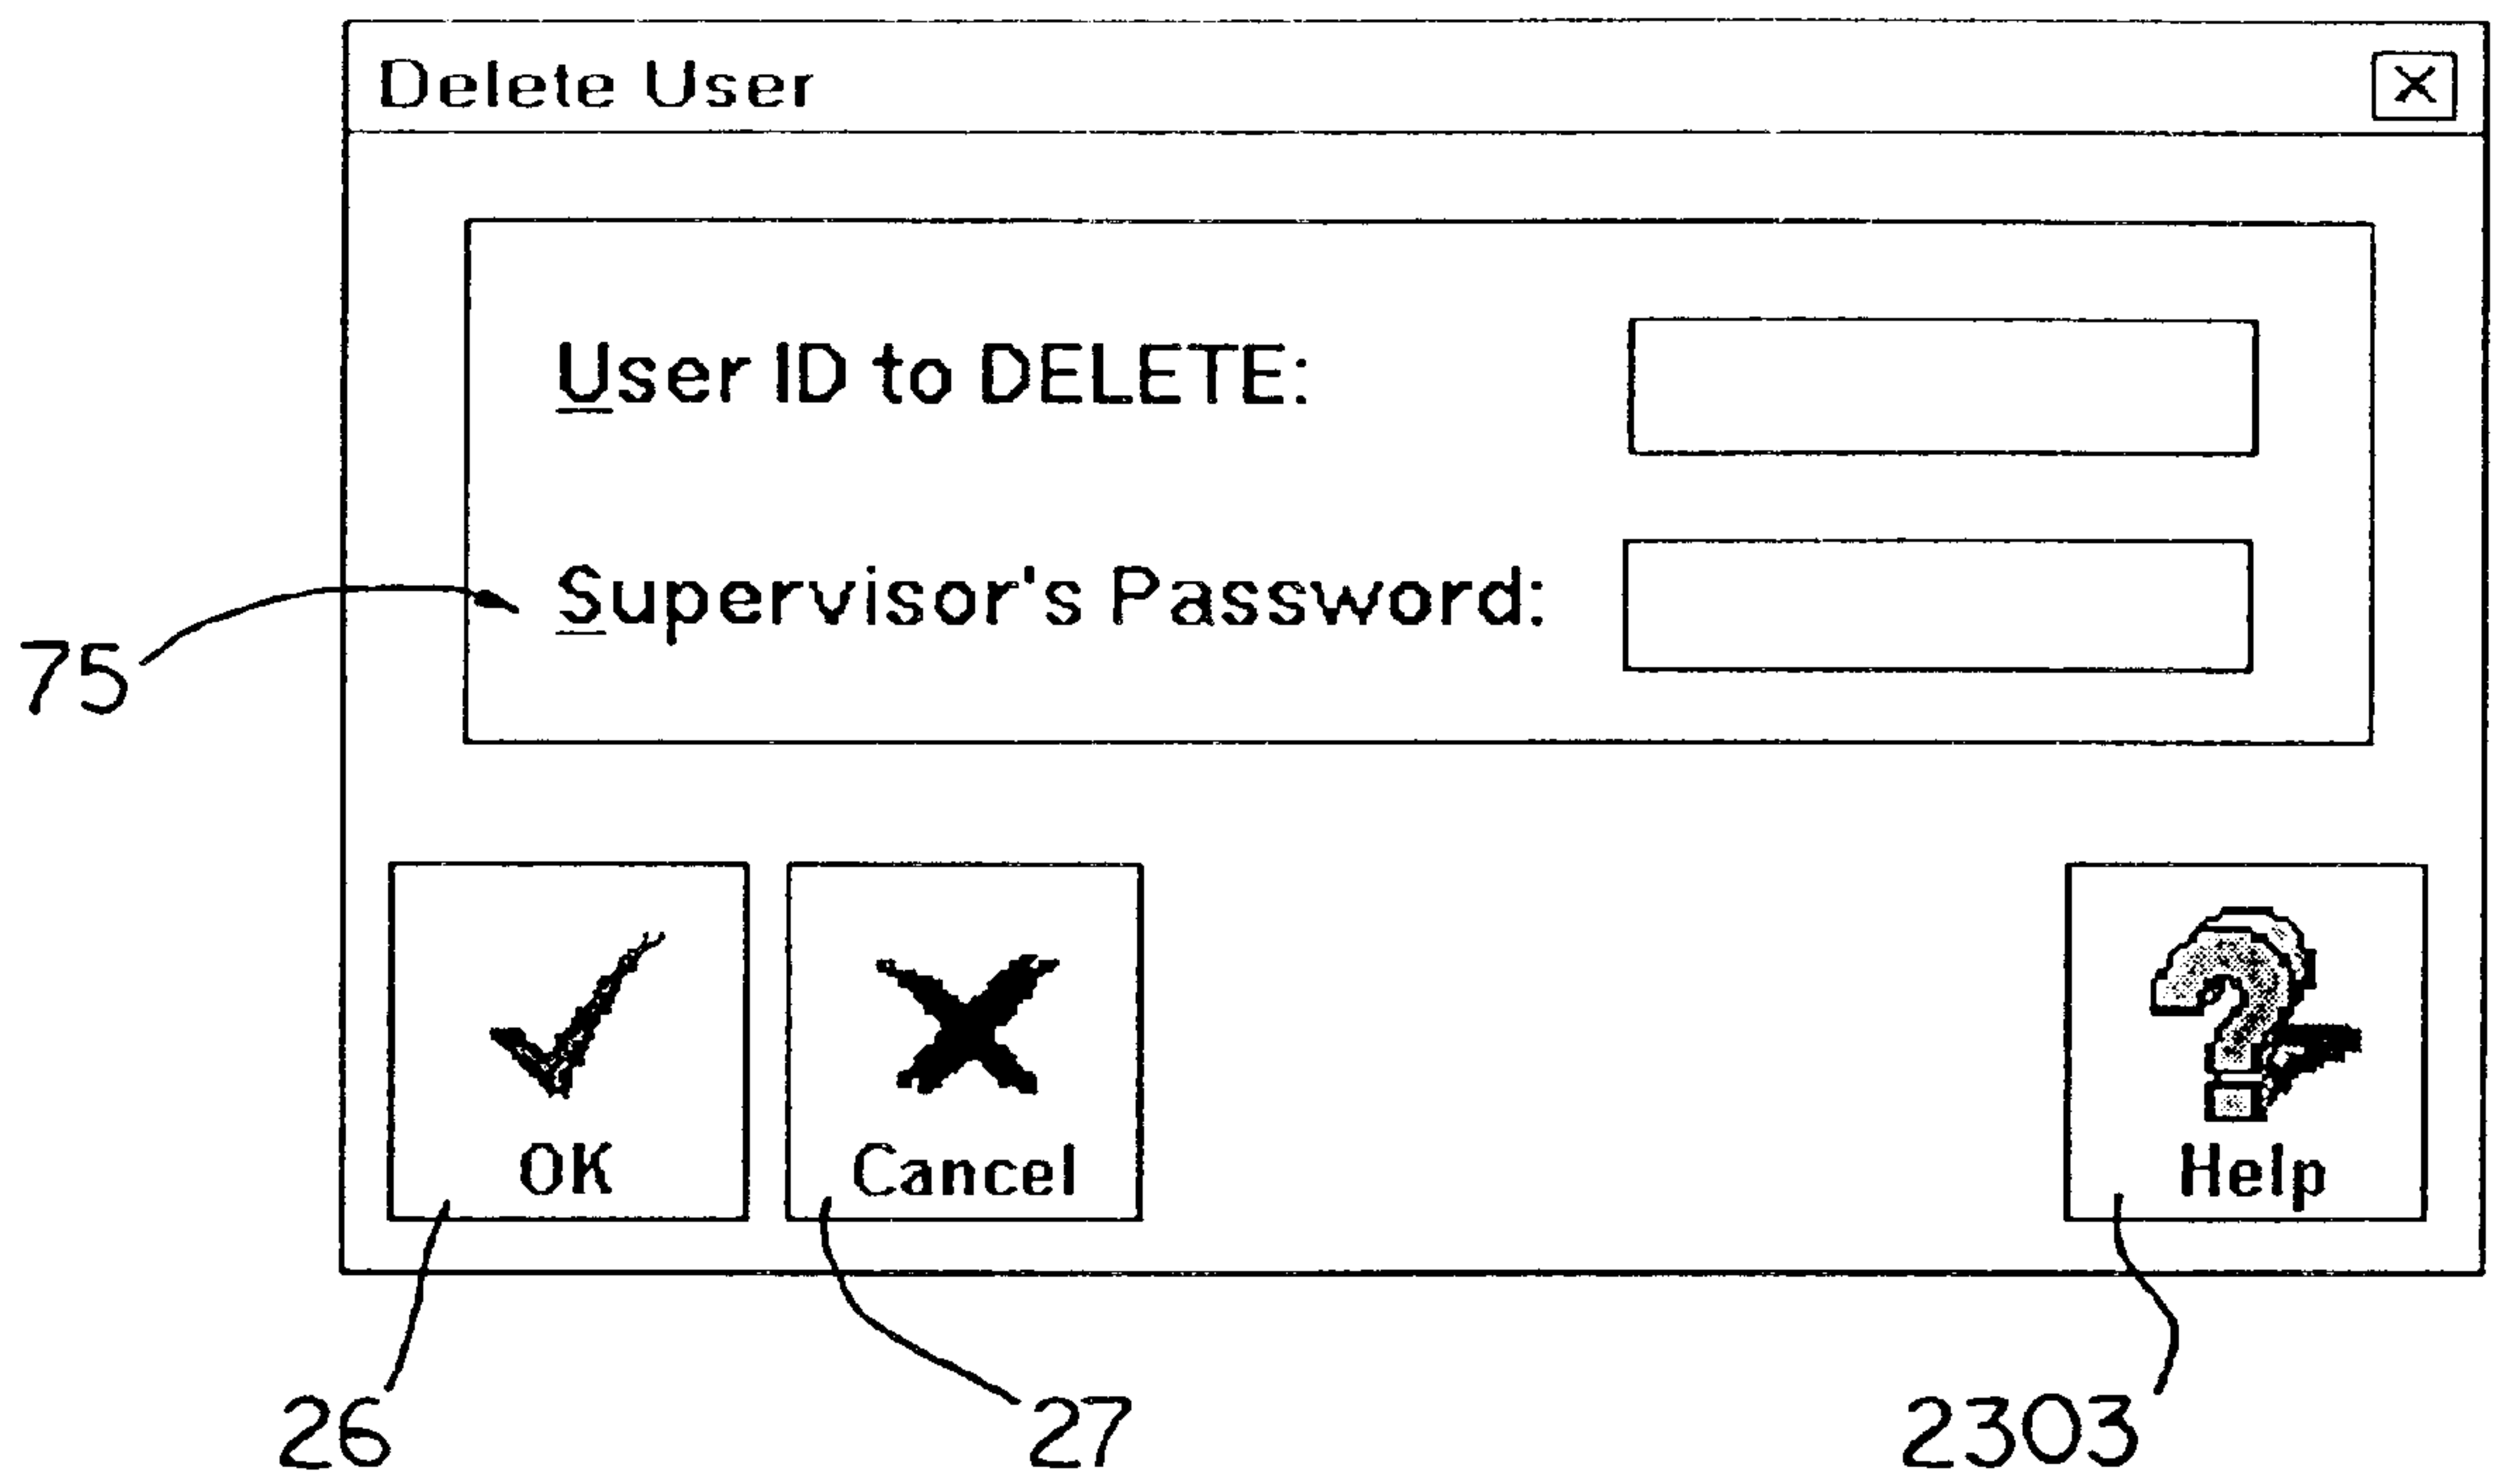 Delete User
User ID to DELETE:
Supervisor's Password:
75
OK
Cancel
Help
26
27
2303